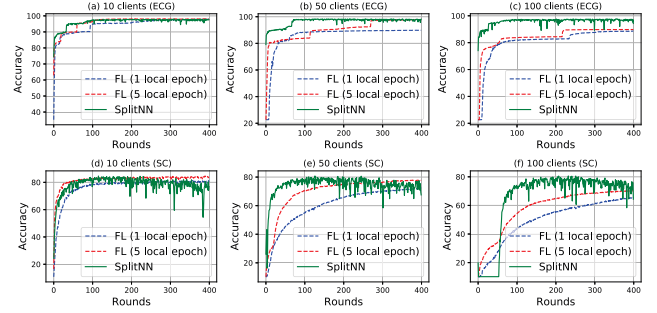 (a) 10 clients (ECG)
Accuracy
100
90
80
70
60
50
40
FL (1 local epoch)
FL (5 local epoch)
SplitNN
0 100 200 300 400
Rounds
(b) 50 clients (ECG)
Accuracy
100
80
60
40
20
FL (1 local epoch)
FL (5 local epoch)
SplitNN
0 100 200 300 400
Rounds
(c) 100 clients (ECG)
Accuracy
100
80
60
40
20
FL (1 local epoch)
FL (5 local epoch)
SplitNN
0 100 200 300 400
Rounds
(d) 10 clients (SC)
Accuracy
80
60
40
20
FL (1 local epoch)
FL (5 local epoch)
SplitNN
0 100 200 300 400
Rounds
(e) 50 clients (SC)
Accuracy
80
60
40
20
FL (1 local epoch)
FL (5 local epoch)
SplitNN
0 100 200 300 400
Rounds
(f) 100 clients (SC)
Accuracy
80
60
40
20
FL (1 local epoch)
FL (5 local epoch)
SplitNN
0 100 200 300 400
Rounds